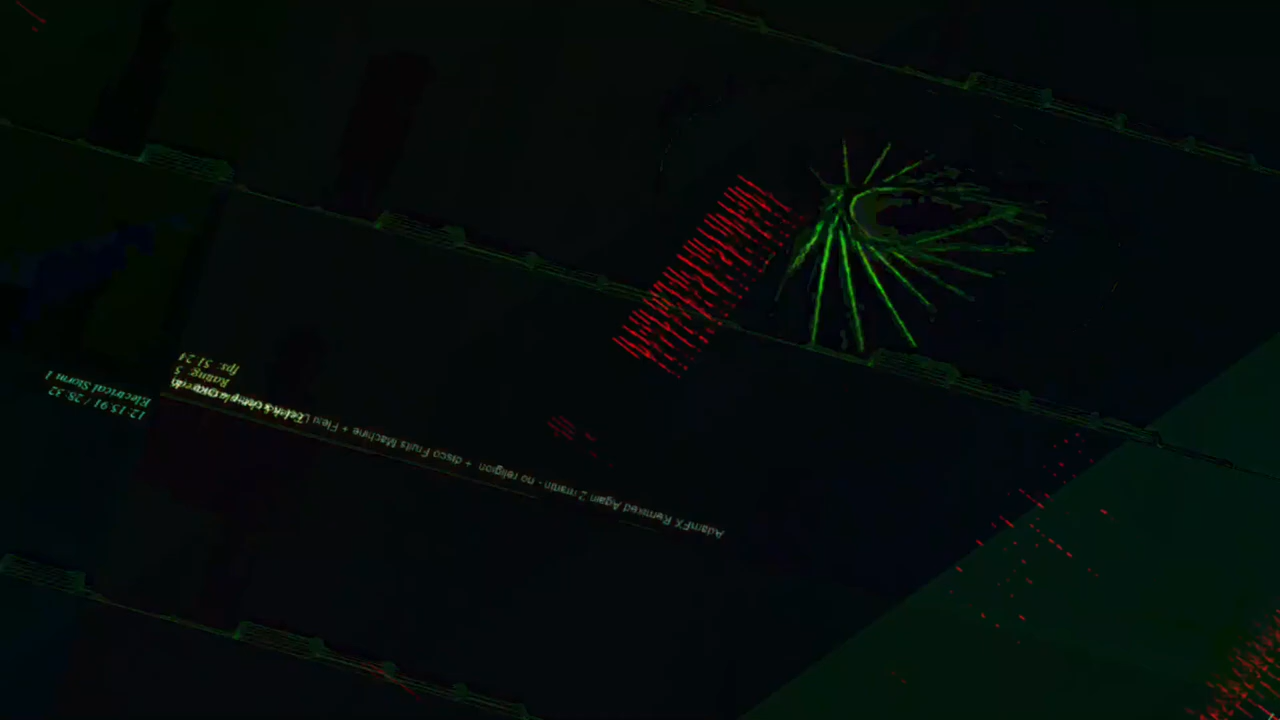 AdamFX Remixed Again 2 - no religion + disco Fruits Machine + Flexi
Rating: 5
fps: 51.24
12:15.91 / 28:32
Electrical Storm 1